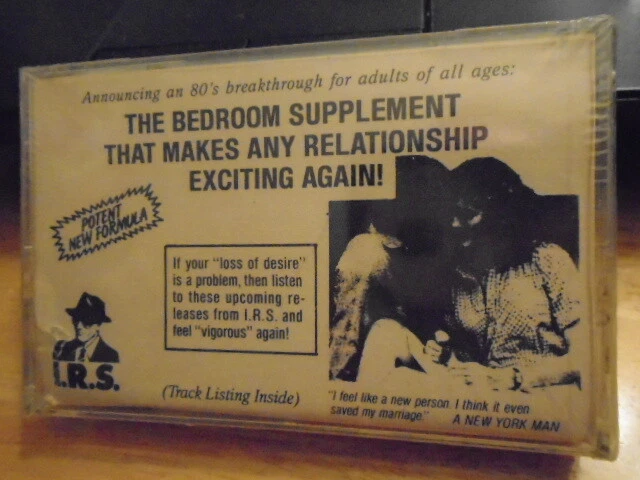 Announcing an 80's breakthrough for adults of all ages:
THE BEDROOM SUPPLEMENT
THAT MAKES ANY RELATIONSHIP
EXCITING AGAIN!
POTENT
NEW FORMULA
If your "loss of desire"
is a problem, then listen
to these upcoming re-
leases from I.R.S. and
feel "vigorous" again!
I.R.S.
(Track Listing Inside)
"I feel like a new person. I think it even
saved my marriage."
A NEW YORK MAN